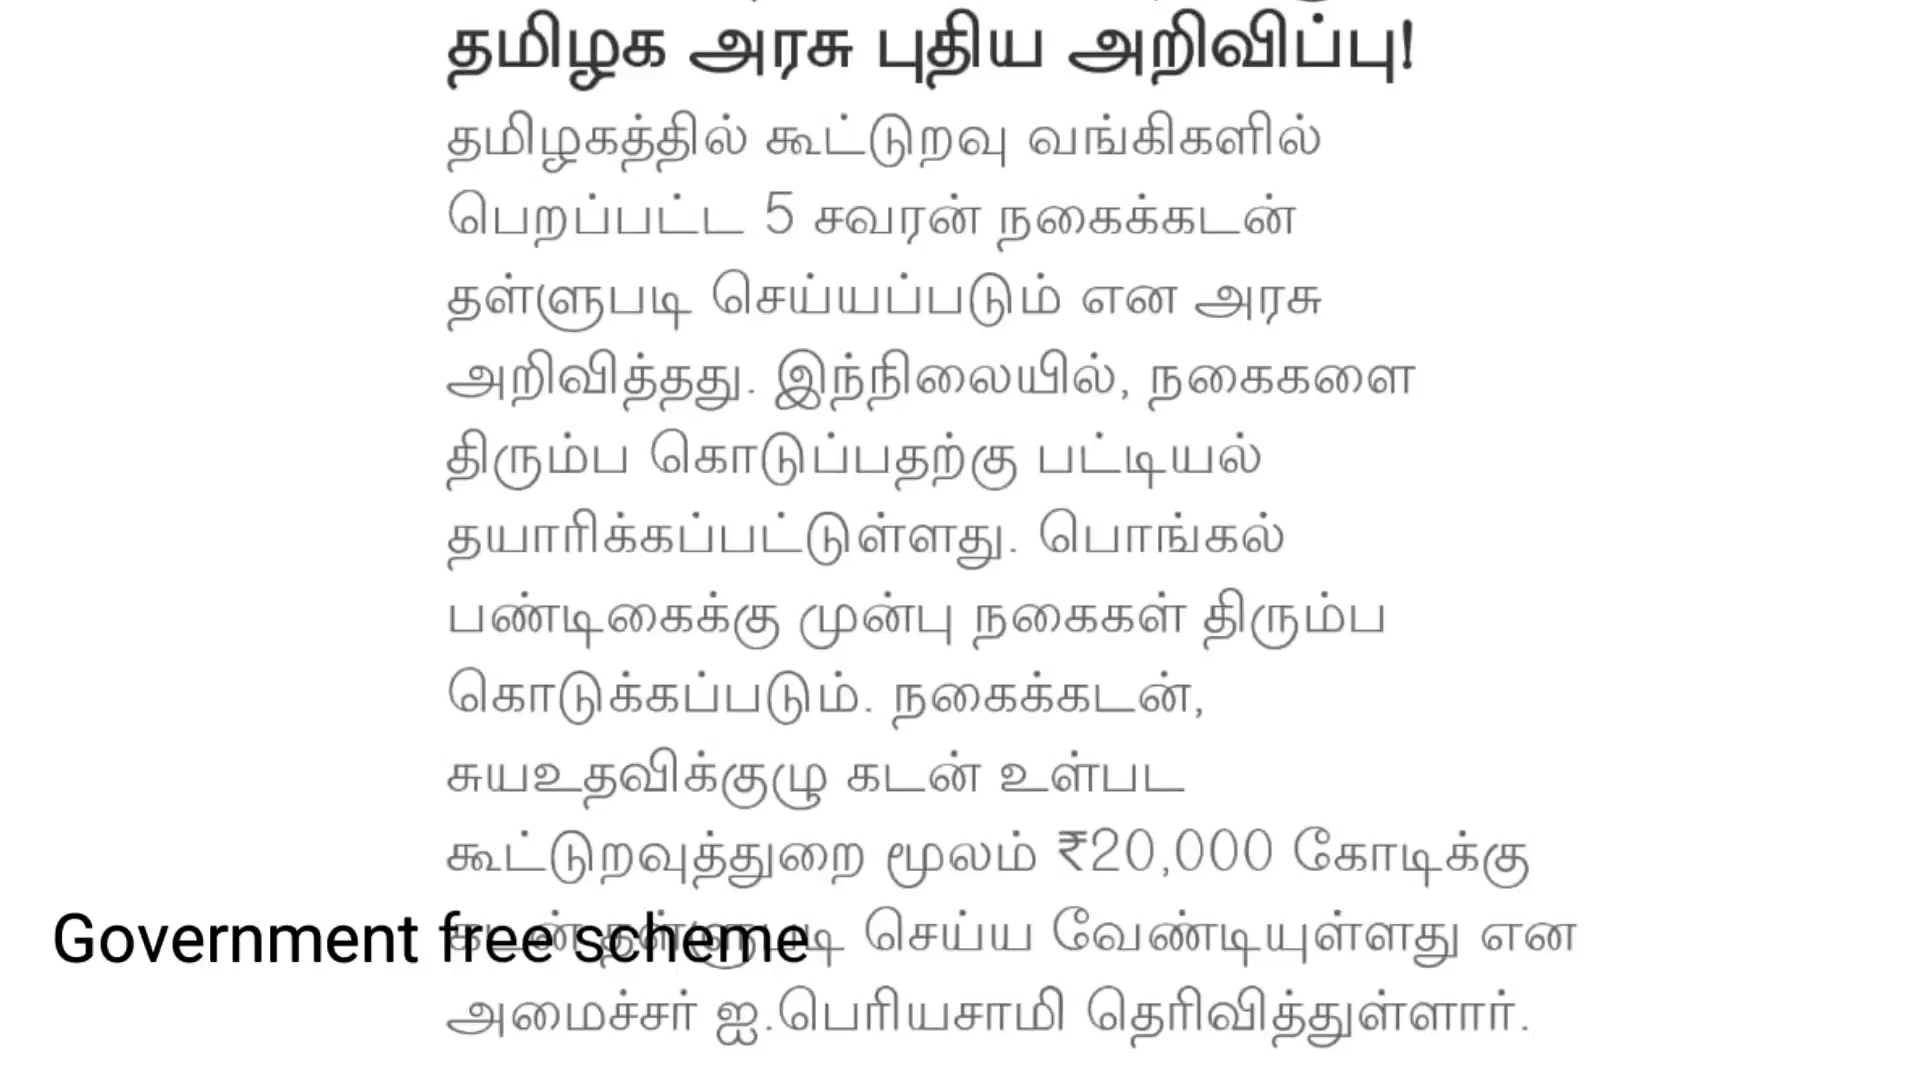 தமிழக அரசு புதிய அறிவிப்பு!
தமிழகத்தில் கூட்டுறவு வங்கிகளில்
பெறப்பட்ட 5 சவரன் நகைக்கடன்
தள்ளுபடி செய்யப்படும் என அரசு
அறிவித்தது. இந்நிலையில், நகைகளை
திரும்ப கொடுப்பதற்கு பட்டியல்
தயாரிக்கப்பட்டுள்ளது. பொங்கல்
பண்டிகைக்கு முன்பு நகைகள் திரும்ப
கொடுக்கப்படும். நகைக்கடன்,
சுயஉதவிக்குழு கடன் உள்பட
கூட்டுறவுத்துறை மூலம் ₹20,000 கோடிக்கு
கடன் தள்ளுபடி செய்ய வேண்டியுள்ளது என
Government free scheme
அமைச்சர் ஐ.பெரியசாமி தெரிவித்துள்ளார்.